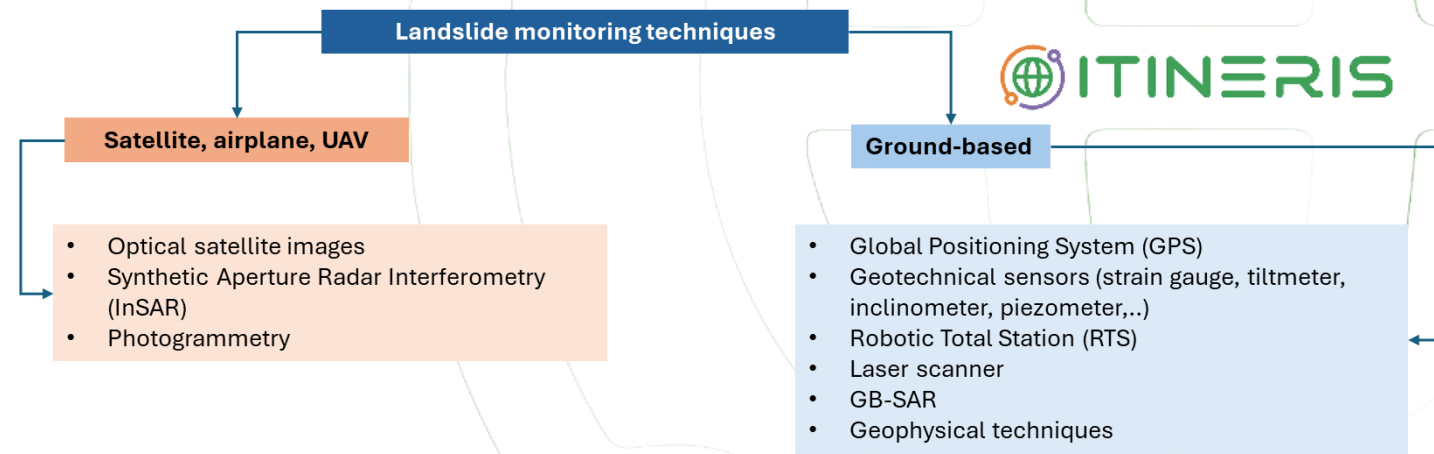 Landslide monitoring techniques
ITINERIS
Satellite, airplane, UAV
Ground-based
• Optical satellite images
• Synthetic Aperture Radar Interferometry
(InSAR)
• Photogrammetry
• Global Positioning System (GPS)
• Geotechnical sensors (strain gauge, tiltmeter,
inclinometer, piezometer,..)
• Robotic Total Station (RTS)
• Laser scanner
• GB-SAR
• Geophysical techniques